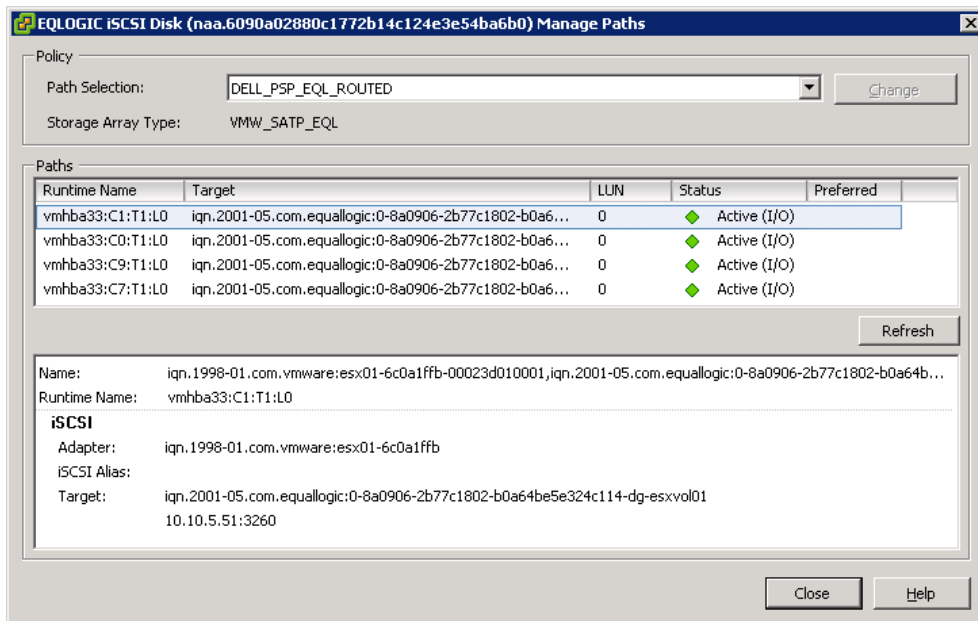 EQLOGIC iSCSI Disk (naa.6090a02880c1772b14c124e3e54ba6b0) Manage Paths
Policy
Path Selection: DELL_PSP_EQL_ROUTED Change
Storage Array Type: VMW_SATP_EQL
Paths
Runtime Name Target LUN Status Preferred
vmhba33:C1:T1:L0 iqn.2001-05.com.equallogic:0-8a0906-2b77c1802-b0a6... 0 Active (I/O)
vmhba33:C0:T1:L0 iqn.2001-05.com.equallogic:0-8a0906-2b77c1802-b0a6... 0 Active (I/O)
vmhba33:C9:T1:L0 iqn.2001-05.com.equallogic:0-8a0906-2b77c1802-b0a6... 0 Active (I/O)
vmhba33:C7:T1:L0 iqn.2001-05.com.equallogic:0-8a0906-2b77c1802-b0a6... 0 Active (I/O)
Refresh
Name: iqn.1998-01.com.vmware:esx01-6c0a1ffb-00023d010001,iqn.2001-05.com.equallogic:0-8a0906-2b77c1802-b0a64b...
Runtime Name: vmhba33:C1:T1:L0
iSCSI
Adapter: iqn.1998-01.com.vmware:esx01-6c0a1ffb
iSCSI Alias:
Target: iqn.2001-05.com.equallogic:0-8a0906-2b77c1802-b0a64be5e324c114-dg-esxvol01
10.10.5.51:3260
Close Help